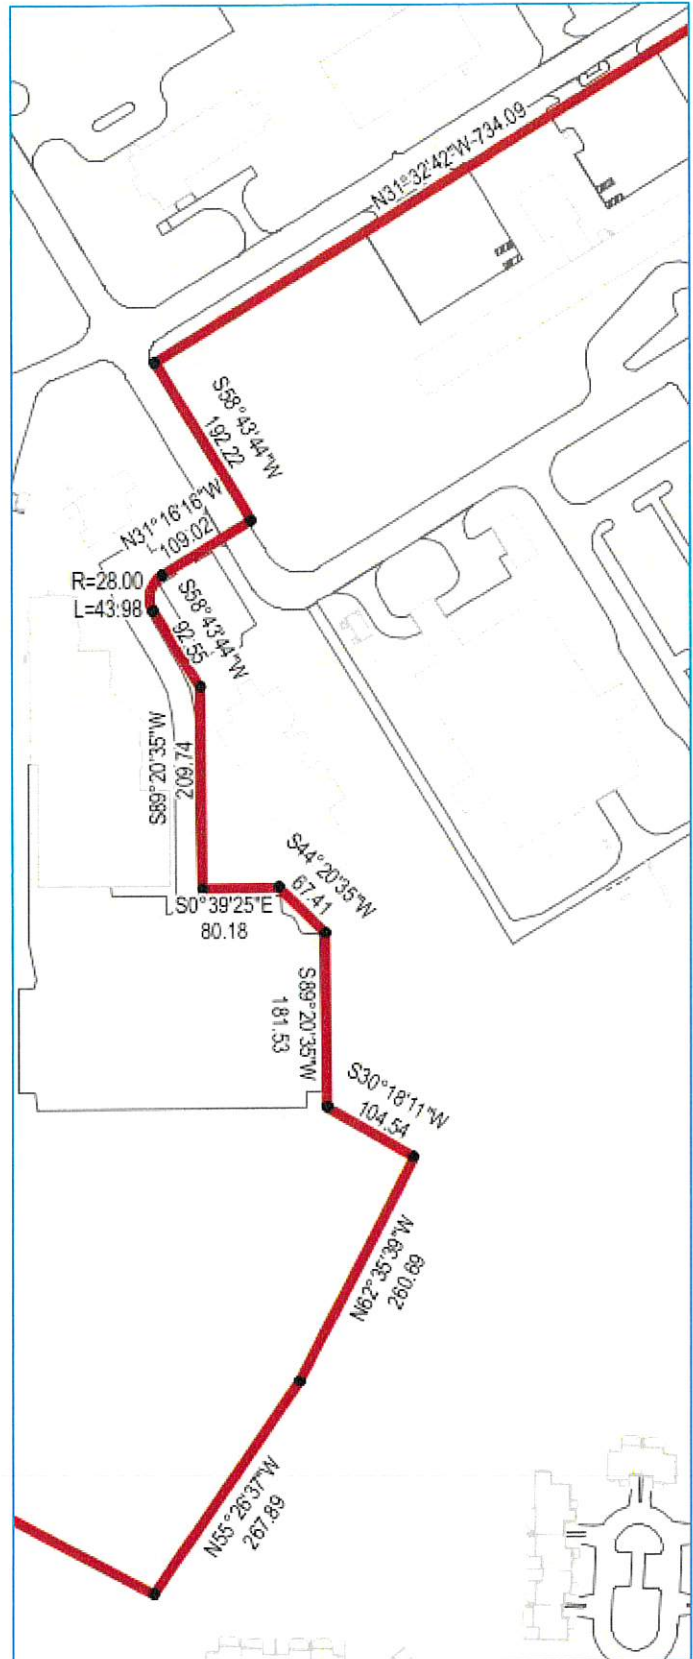 N31°32'42"W-734.09
S58°43'44"W
192.22
N31°16'16"W
109.02
R=28.00
L=43.98
S58°43'44"W
92.55
S89°20'35"W
209.74
S44°20'35"W
67.41
S0°39'25"E
80.18
S89°20'35"W
181.53
S30°18'11"W
104.54
N62°35'39"W
260.69
N55°26'37"W
267.89